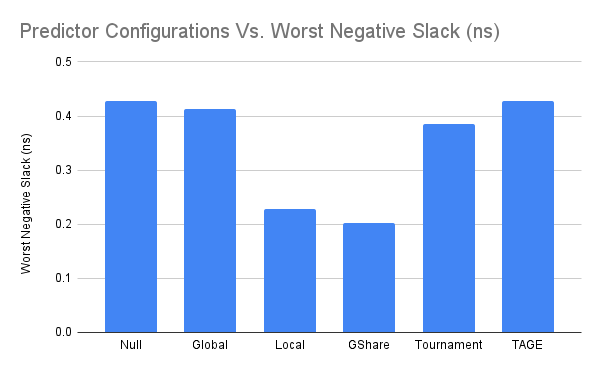 Predictor Configurations Vs. Worst Negative Slack (ns)
Worst Negative Slack (ns)
0.5
0.4
0.3
0.2
0.1
0.0
Null Global Local GShare Tournament TAGE